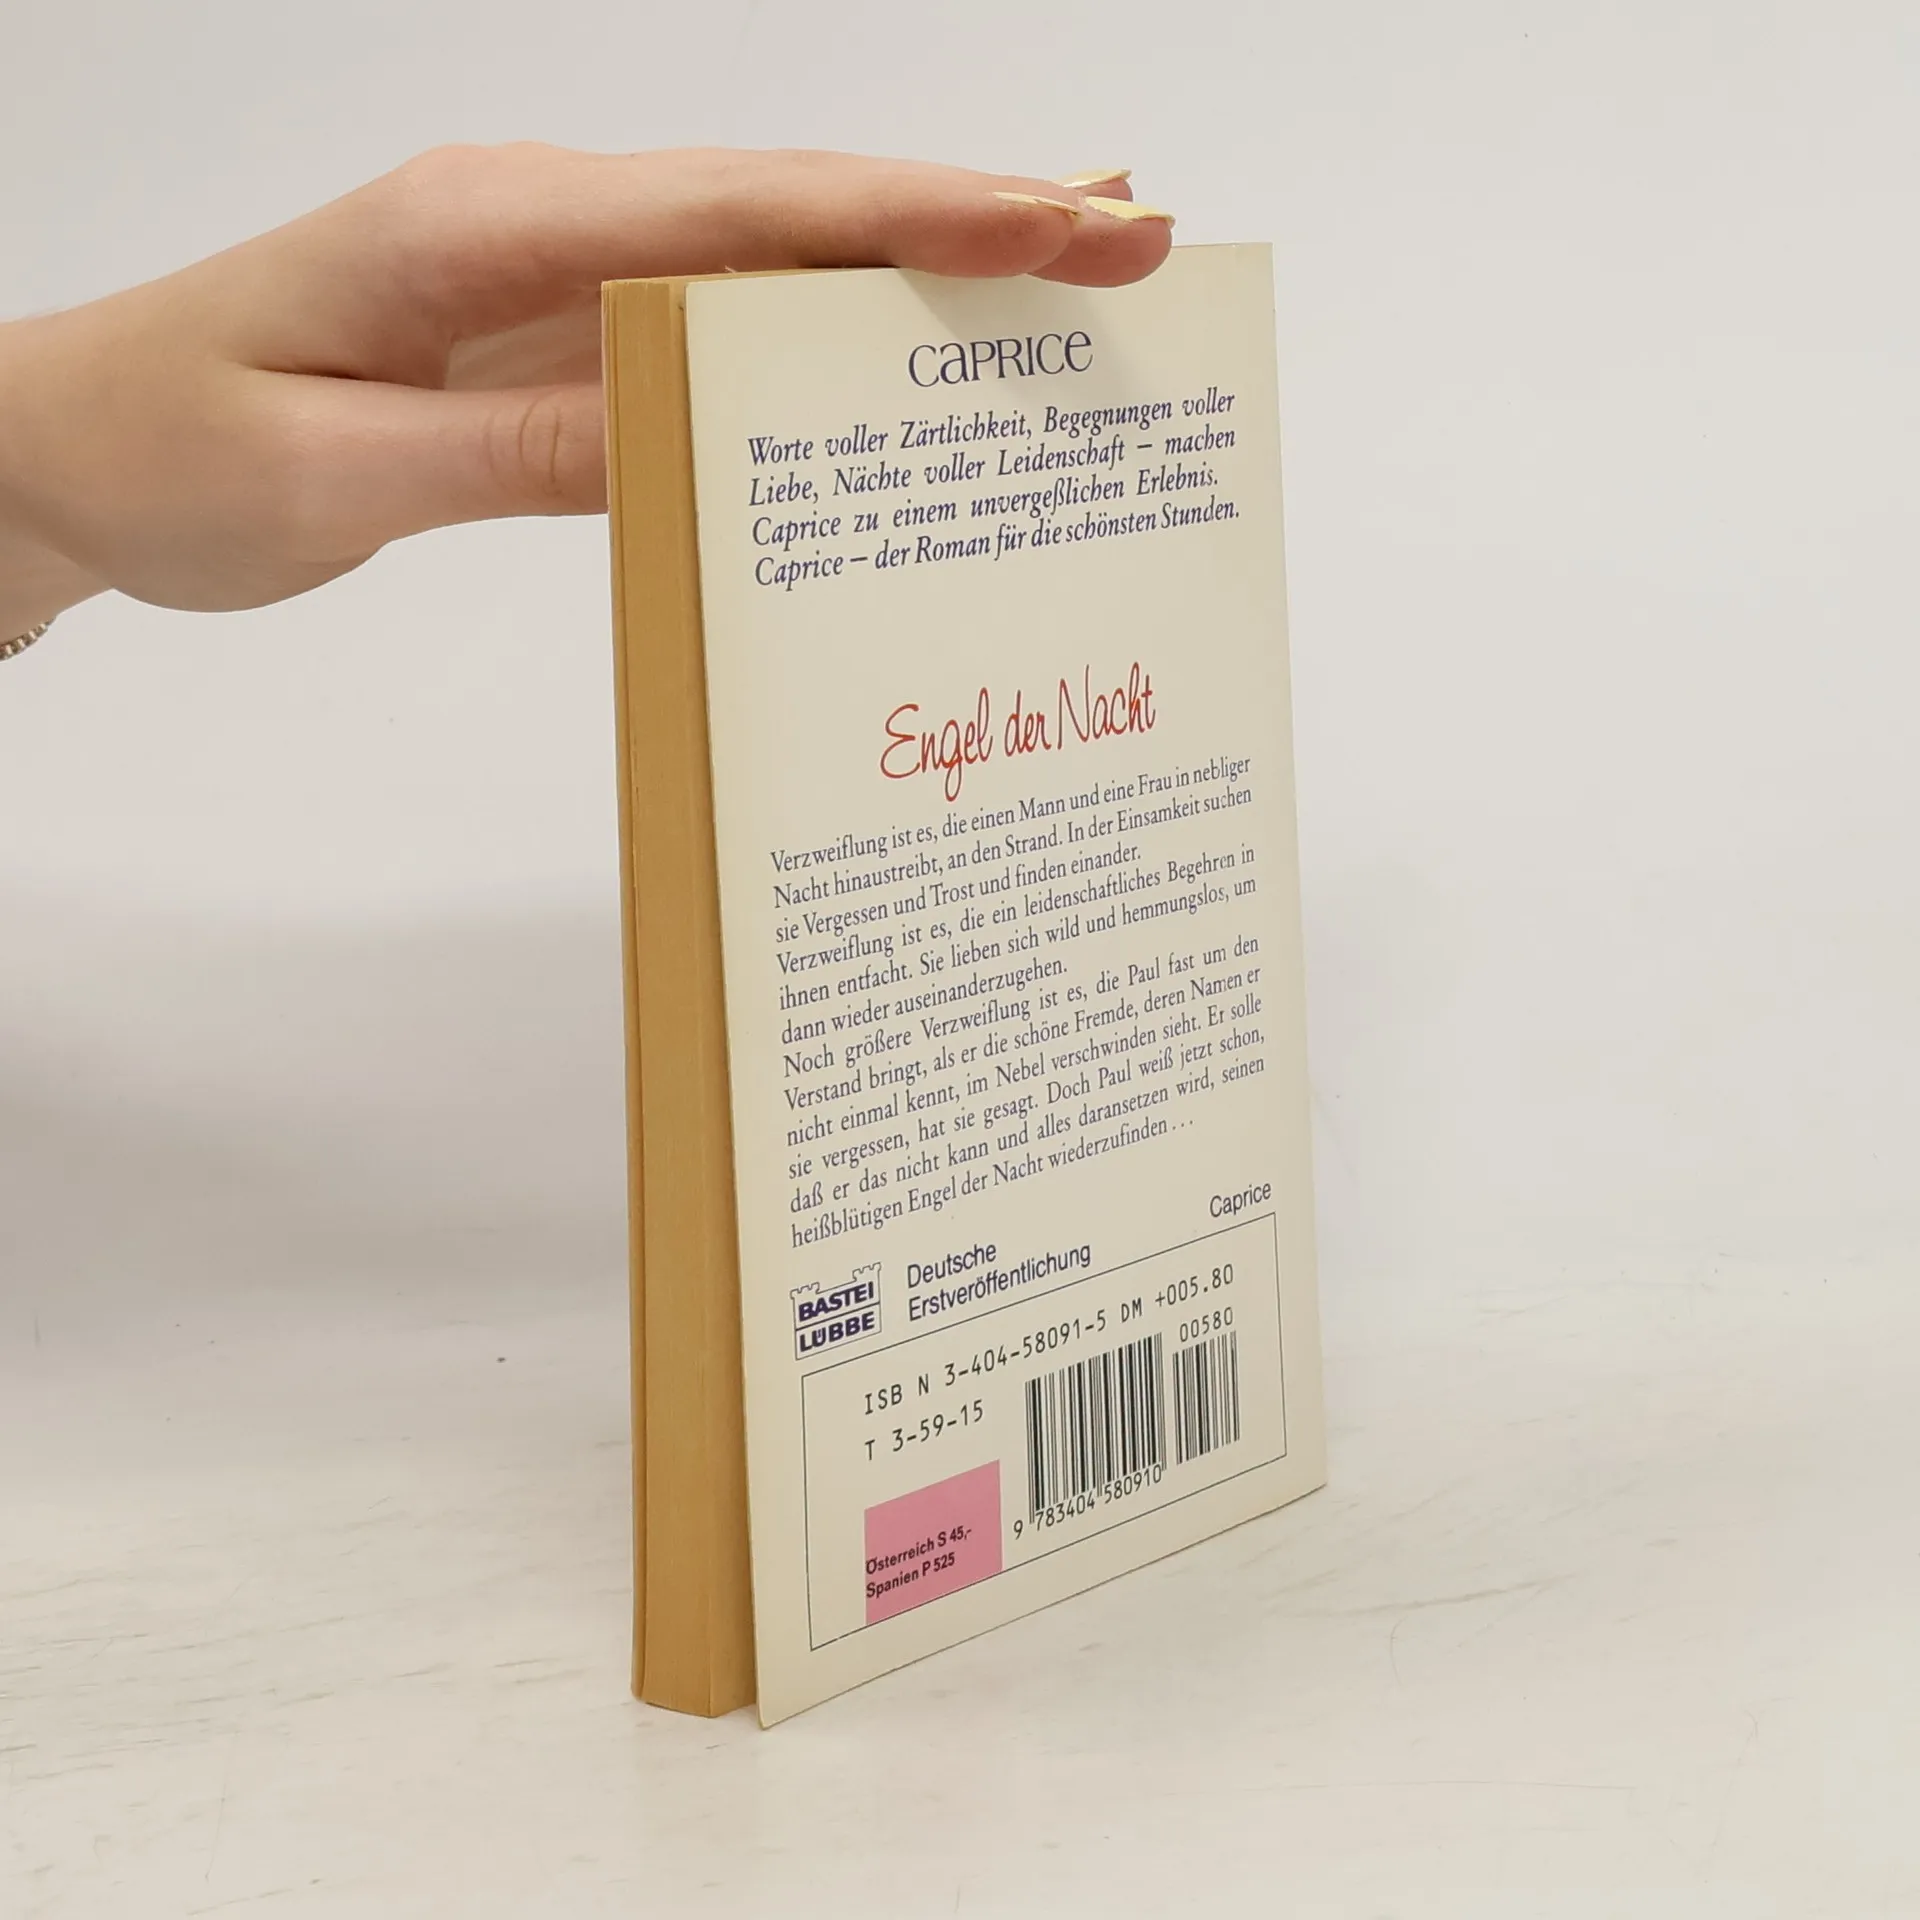 CAPRICE
Worte voller Zärtlichkeit, Begegnungen voller
Liebe, Nächte voller Leidenschaft – machen
Caprice zu einem unvergeßlichen Erlebnis.
Caprice – der Roman für die schönsten Stunden.
Engel der Nacht
Verzweiflung ist es, die einen Mann und eine Frau in nebliger
Nacht hinaustreibt, an den Strand. In der Einsamkeit suchen
sie Vergessen und Trost und finden einander.
Verzweiflung ist es, die ein leidenschaftliches Begehren in
ihnen entfacht. Sie lieben sich wild und hemmungslos, um
dann wieder auseinanderzugehen.
Noch größere Verzweiflung ist es, die Paul fast um den
Verstand bringt, als er die schöne Fremde, deren Namen er
nicht einmal kennt, im Nebel verschwinden sieht. Er solle
sie vergessen, hat sie gesagt. Doch Paul weiß jetzt schon,
daß er das nicht kann und alles daransetzen wird, seinen
heißblütigen Engel der Nacht wiederzufinden . . .
Caprice
BASTEI
LÜBBE
Deutsche
Erstveröffentlichung
ISB N 3-404-58091-5 DM +005.80
T 3-59-15
00580
9 783404 580910
Österreich S 45,-
Spanien P 525